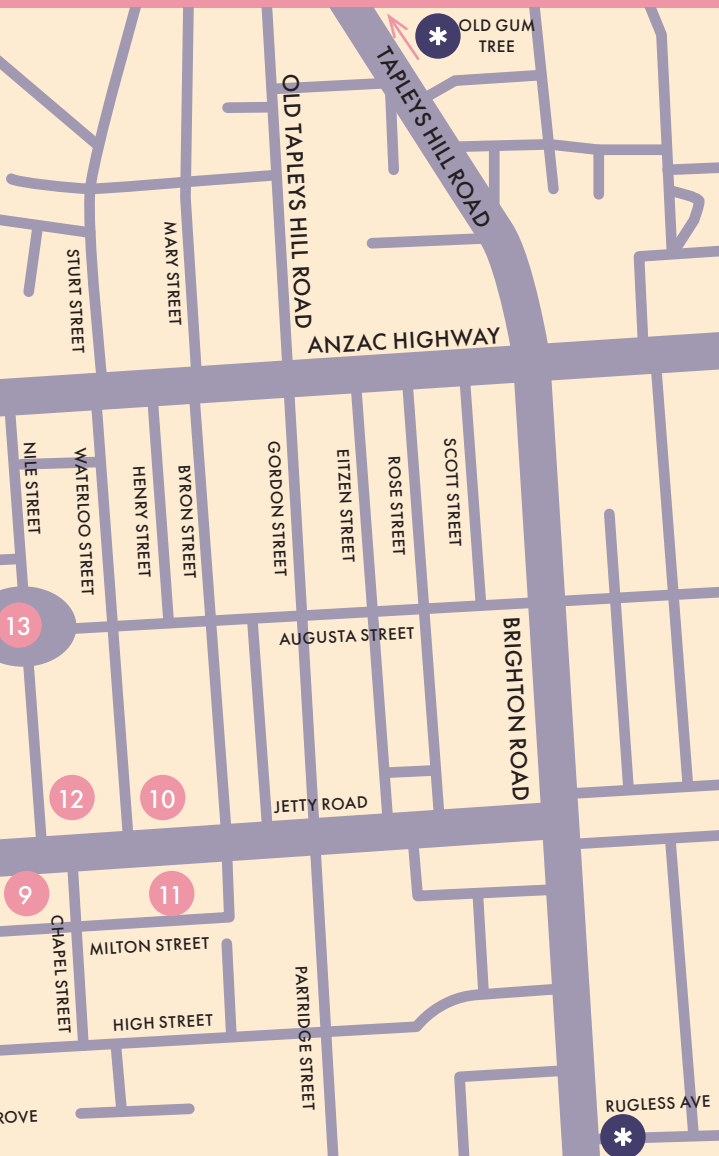 OLD GUM
TREE
TAPLEYS HILL ROAD
OLD TAPLEYS HILL ROAD
MARY STREET
STURT STREET
ANZAC HIGHWAY
NILE STREET
WATERLOO STREET
HENRY STREET
BYRON STREET
GORDON STREET
EITZEN STREET
ROSE STREET
SCOTT STREET
13
AUGUSTA STREET
BRIGHTON ROAD
12
10
JETTY ROAD
9
11
CHAPEL STREET
MILTON STREET
PARTRIDGE STREET
HIGH STREET
ROVE
RUGLESS AVE